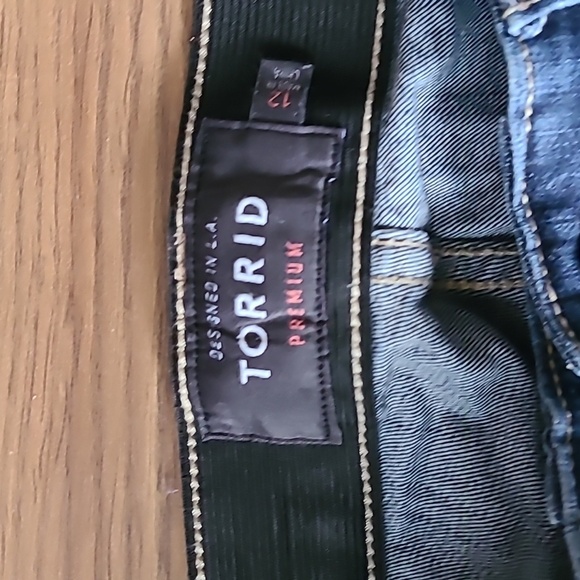 DESIGNED IN L.A.
TORRID
PREMIUM
12